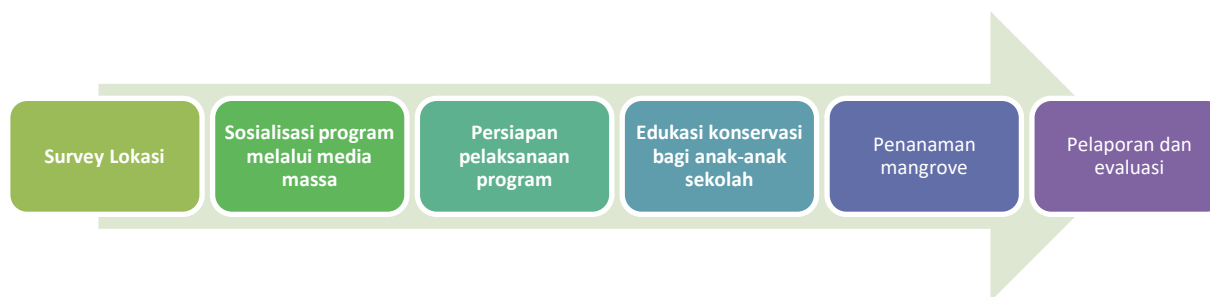 Survey Lokasi
Sosialisasi program
melalui media
massa
Persiapan
pelaksanaan
program
Edukasi konservasi
bagi anak-anak
sekolah
Penanaman
mangrove
Pelaporan dan
evaluasi